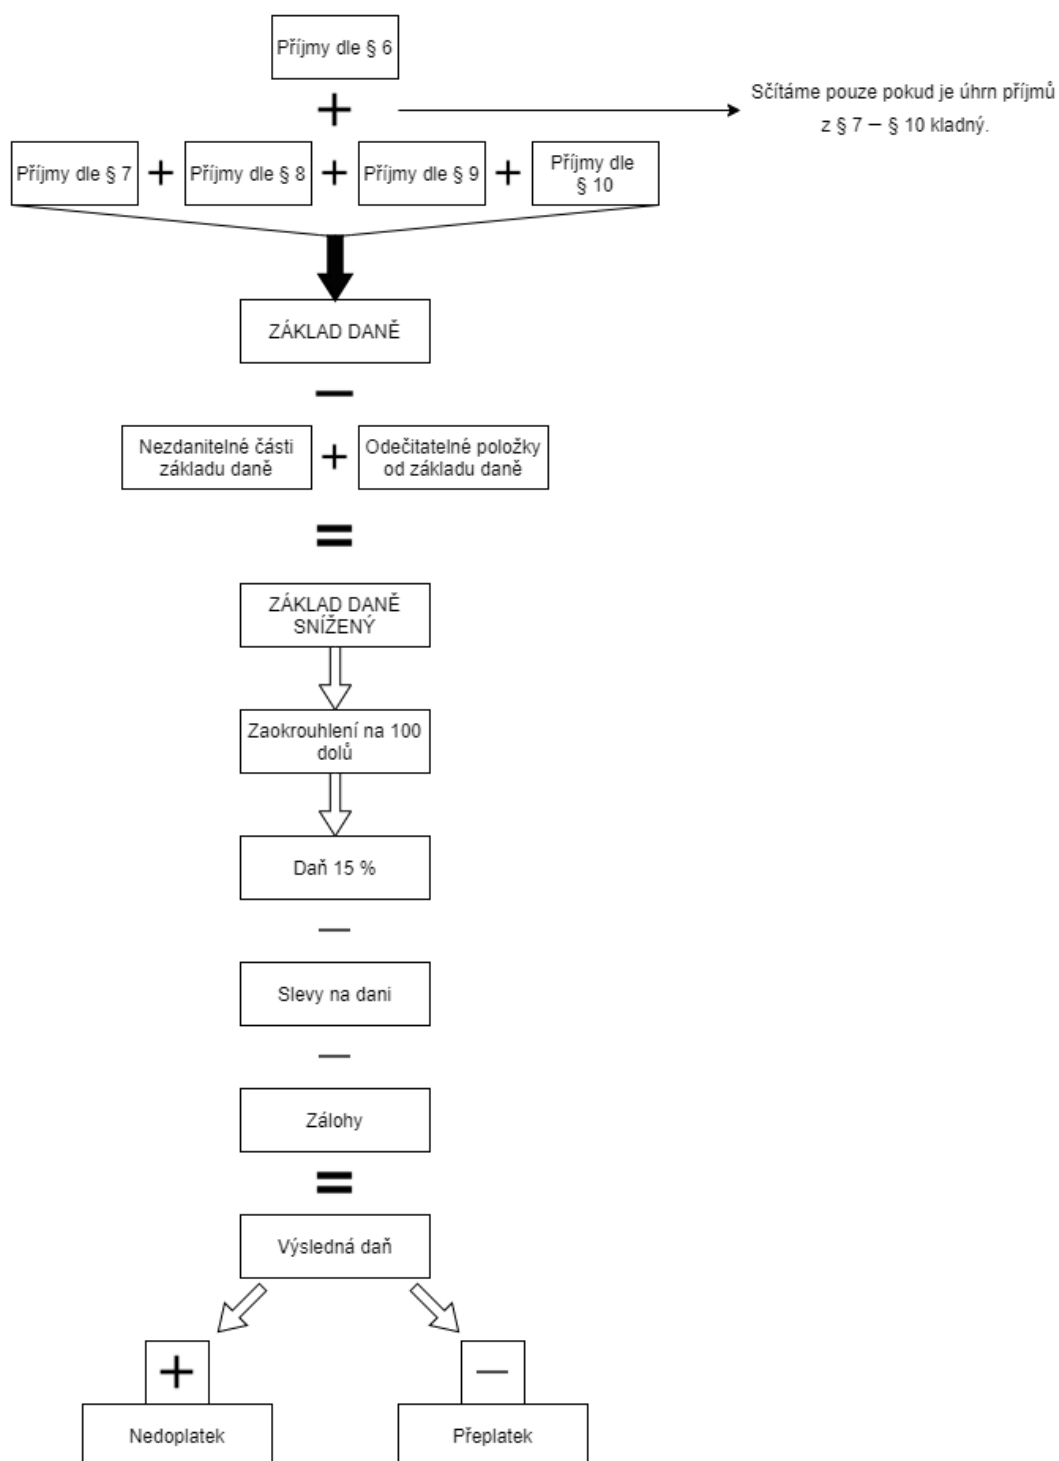 Příjmy dle § 6
+
Sčítáme pouze pokud je úhrn příjmů
z § 7 – § 10 kladný.
Příjmy dle § 7 + Příjmy dle § 8 + Příjmy dle § 9 + Příjmy dle
§ 10
ZÁKLAD DANĚ
–
Nezdanitelné části
základu daně
+
Odečitatelné položky
od základu daně
=
ZÁKLAD DANĚ
SNÍŽENÝ
Zaokrouhlení na 100
dolů
Daň 15 %
–
Slevy na dani
–
Zálohy
=
Výsledná daň
+
Nedoplatek
–
Přeplatek